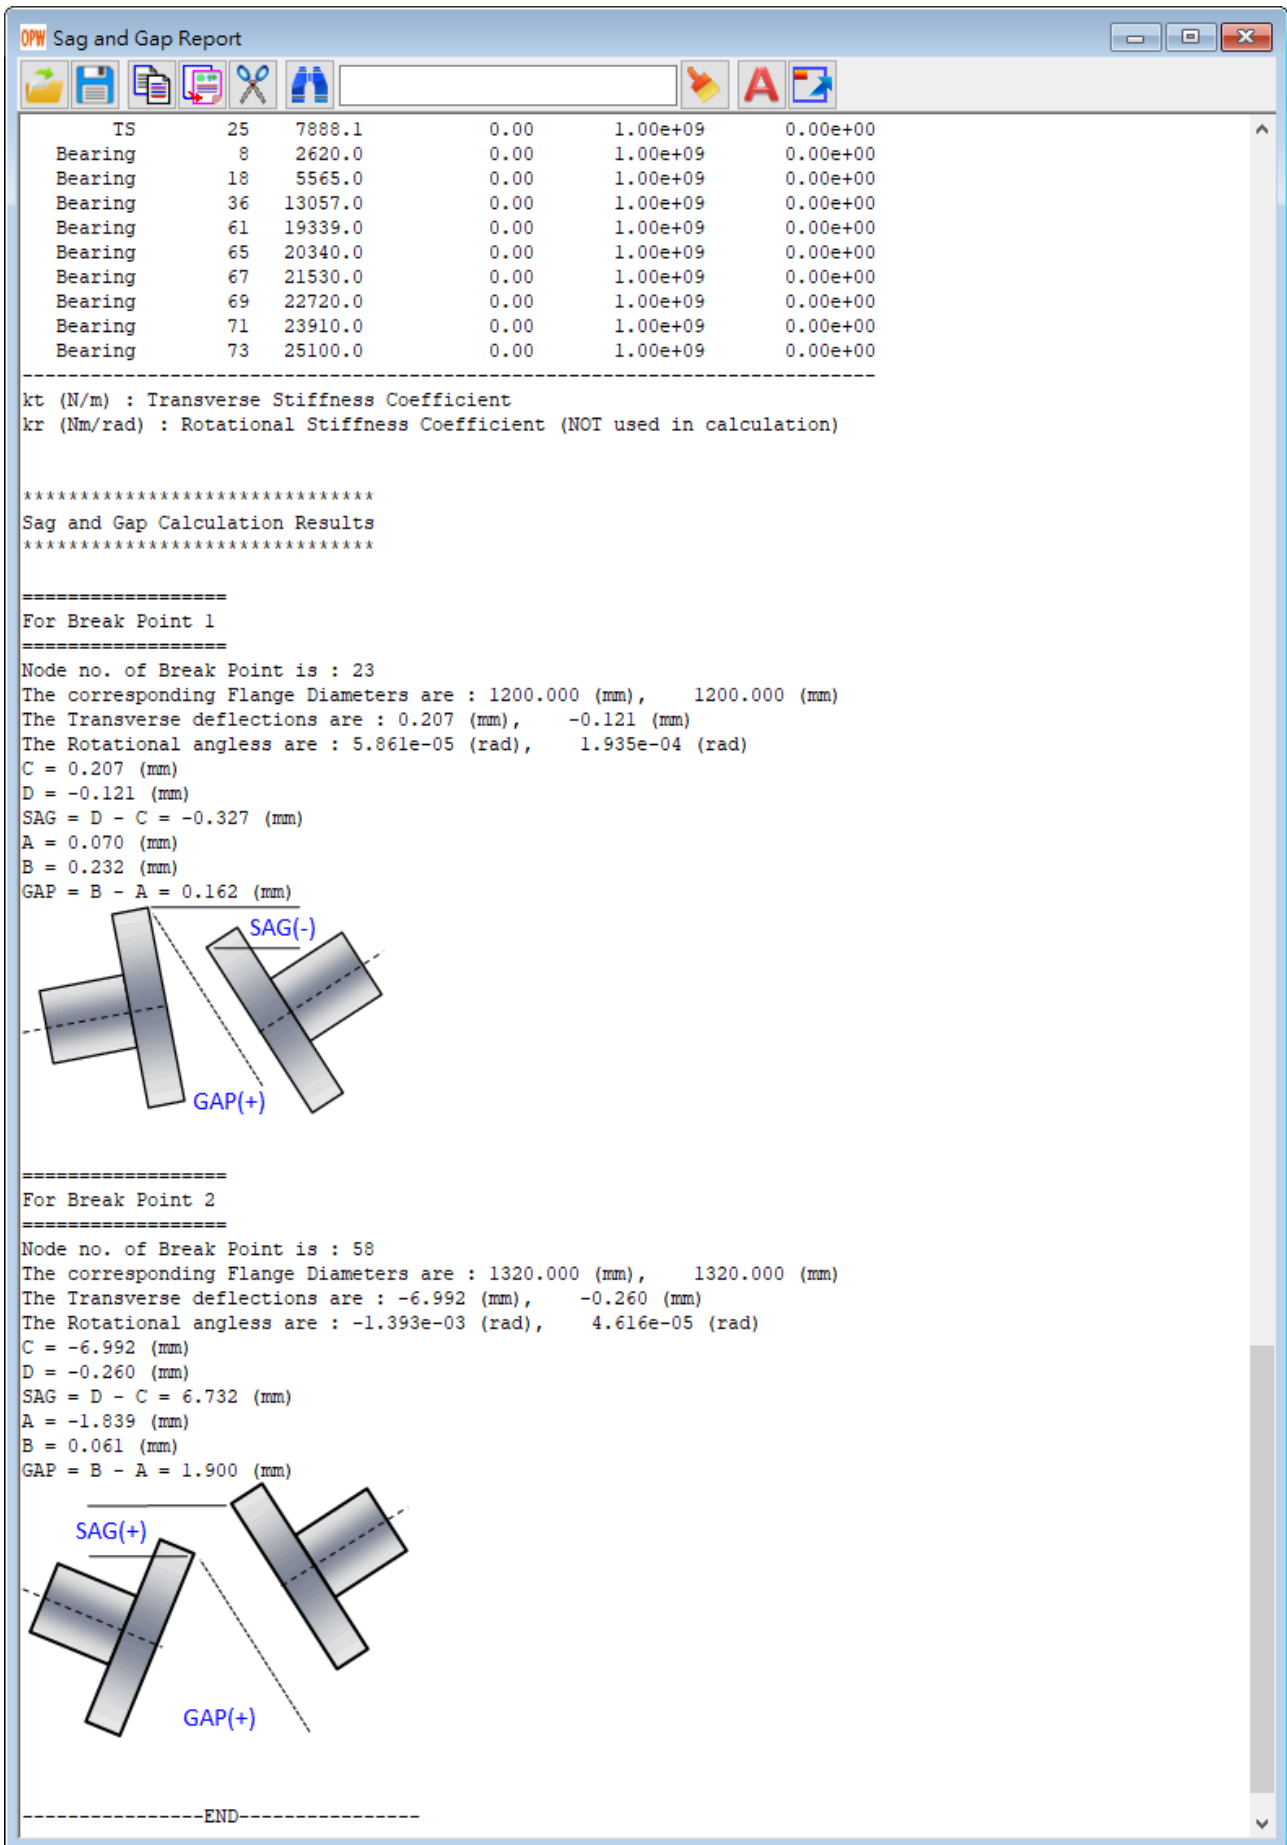 OPW Sag and Gap Report
A
TS 25 7888.1 0.00 1.00e+09 0.00e+00
Bearing 8 2620.0 0.00 1.00e+09 0.00e+00
Bearing 18 5565.0 0.00 1.00e+09 0.00e+00
Bearing 36 13057.0 0.00 1.00e+09 0.00e+00
Bearing 61 19339.0 0.00 1.00e+09 0.00e+00
Bearing 65 20340.0 0.00 1.00e+09 0.00e+00
Bearing 67 21530.0 0.00 1.00e+09 0.00e+00
Bearing 69 22720.0 0.00 1.00e+09 0.00e+00
Bearing 71 23910.0 0.00 1.00e+09 0.00e+00
Bearing 73 25100.0 0.00 1.00e+09 0.00e+00
---------------------------------------------------------------------------
kt (N/m) : Transverse Stiffness Coefficient
kr (Nm/rad) : Rotational Stiffness Coefficient (NOT used in calculation)
*******************************
Sag and Gap Calculation Results
*******************************
==================
For Break Point 1
==================
Node no. of Break Point is : 23
The corresponding Flange Diameters are : 1200.000 (mm), 1200.000 (mm)
The Transverse deflections are : 0.207 (mm), -0.121 (mm)
The Rotational angless are : 5.861e-05 (rad), 1.935e-04 (rad)
C = 0.207 (mm)
D = -0.121 (mm)
SAG = D - C = -0.327 (mm)
A = 0.070 (mm)
B = 0.232 (mm)
GAP = B - A = 0.162 (mm)
SAG(-)
GAP(+)
==================
For Break Point 2
==================
Node no. of Break Point is : 58
The corresponding Flange Diameters are : 1320.000 (mm), 1320.000 (mm)
The Transverse deflections are : -6.992 (mm), -0.260 (mm)
The Rotational angless are : -1.393e-03 (rad), 4.616e-05 (rad)
C = -6.992 (mm)
D = -0.260 (mm)
SAG = D - C = 6.732 (mm)
A = -1.839 (mm)
B = 0.061 (mm)
GAP = B - A = 1.900 (mm)
SAG(+)
GAP(+)
----------------END----------------